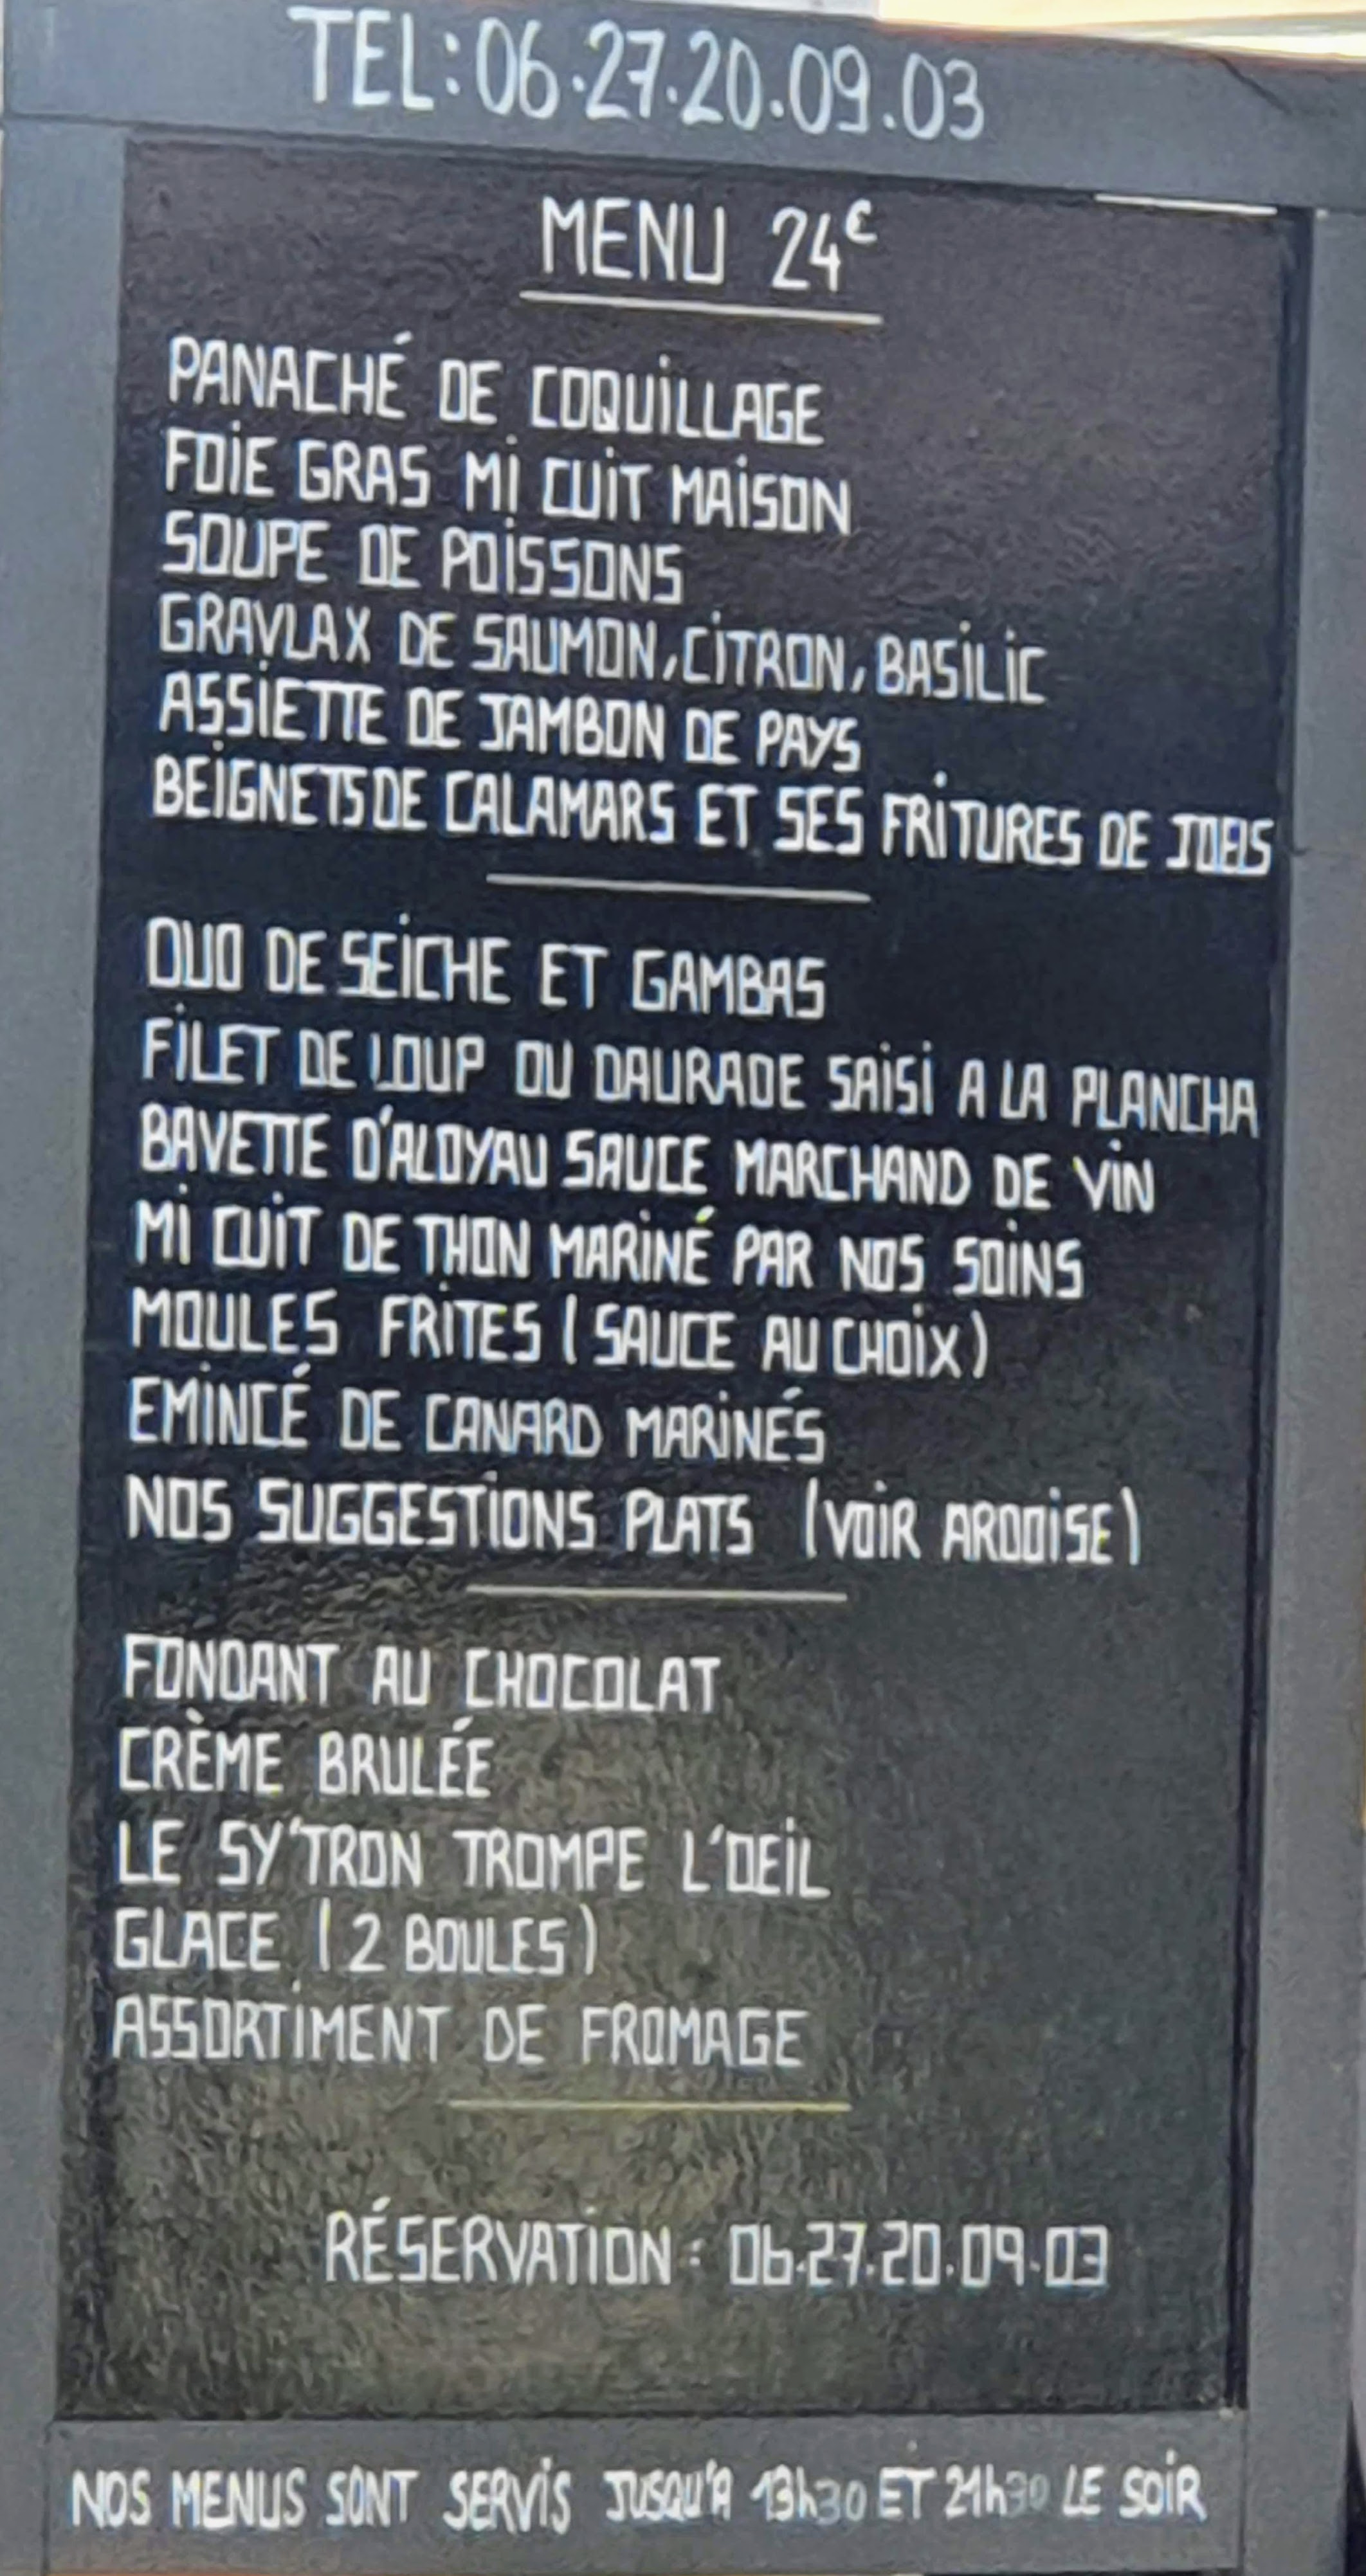 TEL: 06.27.20.09.03
MENU 24€
PANACHÉ DE COQUILLAGE
FOIE GRAS MI CUIT MAISON
SOUPE DE POISSONS
GRAVLAX DE SAUMON, CITRON, BASILIC
ASSIETTE DE JAMBON DE PAYS
BEIGNETS DE CALAMARS ET SES FRITURES DE JOELS
DUO DE SEICHE ET GAMBAS
FILET DE LOUP OU DAURADE SAISI A LA PLANCHA
BAVETTE D'ALOYAU SAUCE MARCHAND DE VIN
MI CUIT DE THON MARINÉ PAR NOS SOINS
MOULES FRITES (SAUCE AU CHOIX)
EMINCÉ DE CANARD MARINÉS
NOS SUGGESTIONS PLATS (VOIR ARDOISE)
FONDANT AU CHOCOLAT
CRÈME BRULÉE
LE SY'TRON TROMPE L'OEIL
GLACE (2 BOULES)
ASSORTIMENT DE FROMAGE
RÉSERVATION : 06.27.20.09.03
NOS MENUS SONT SERVIS JUSQU'A 13h30 ET 21h30 LE SOIR